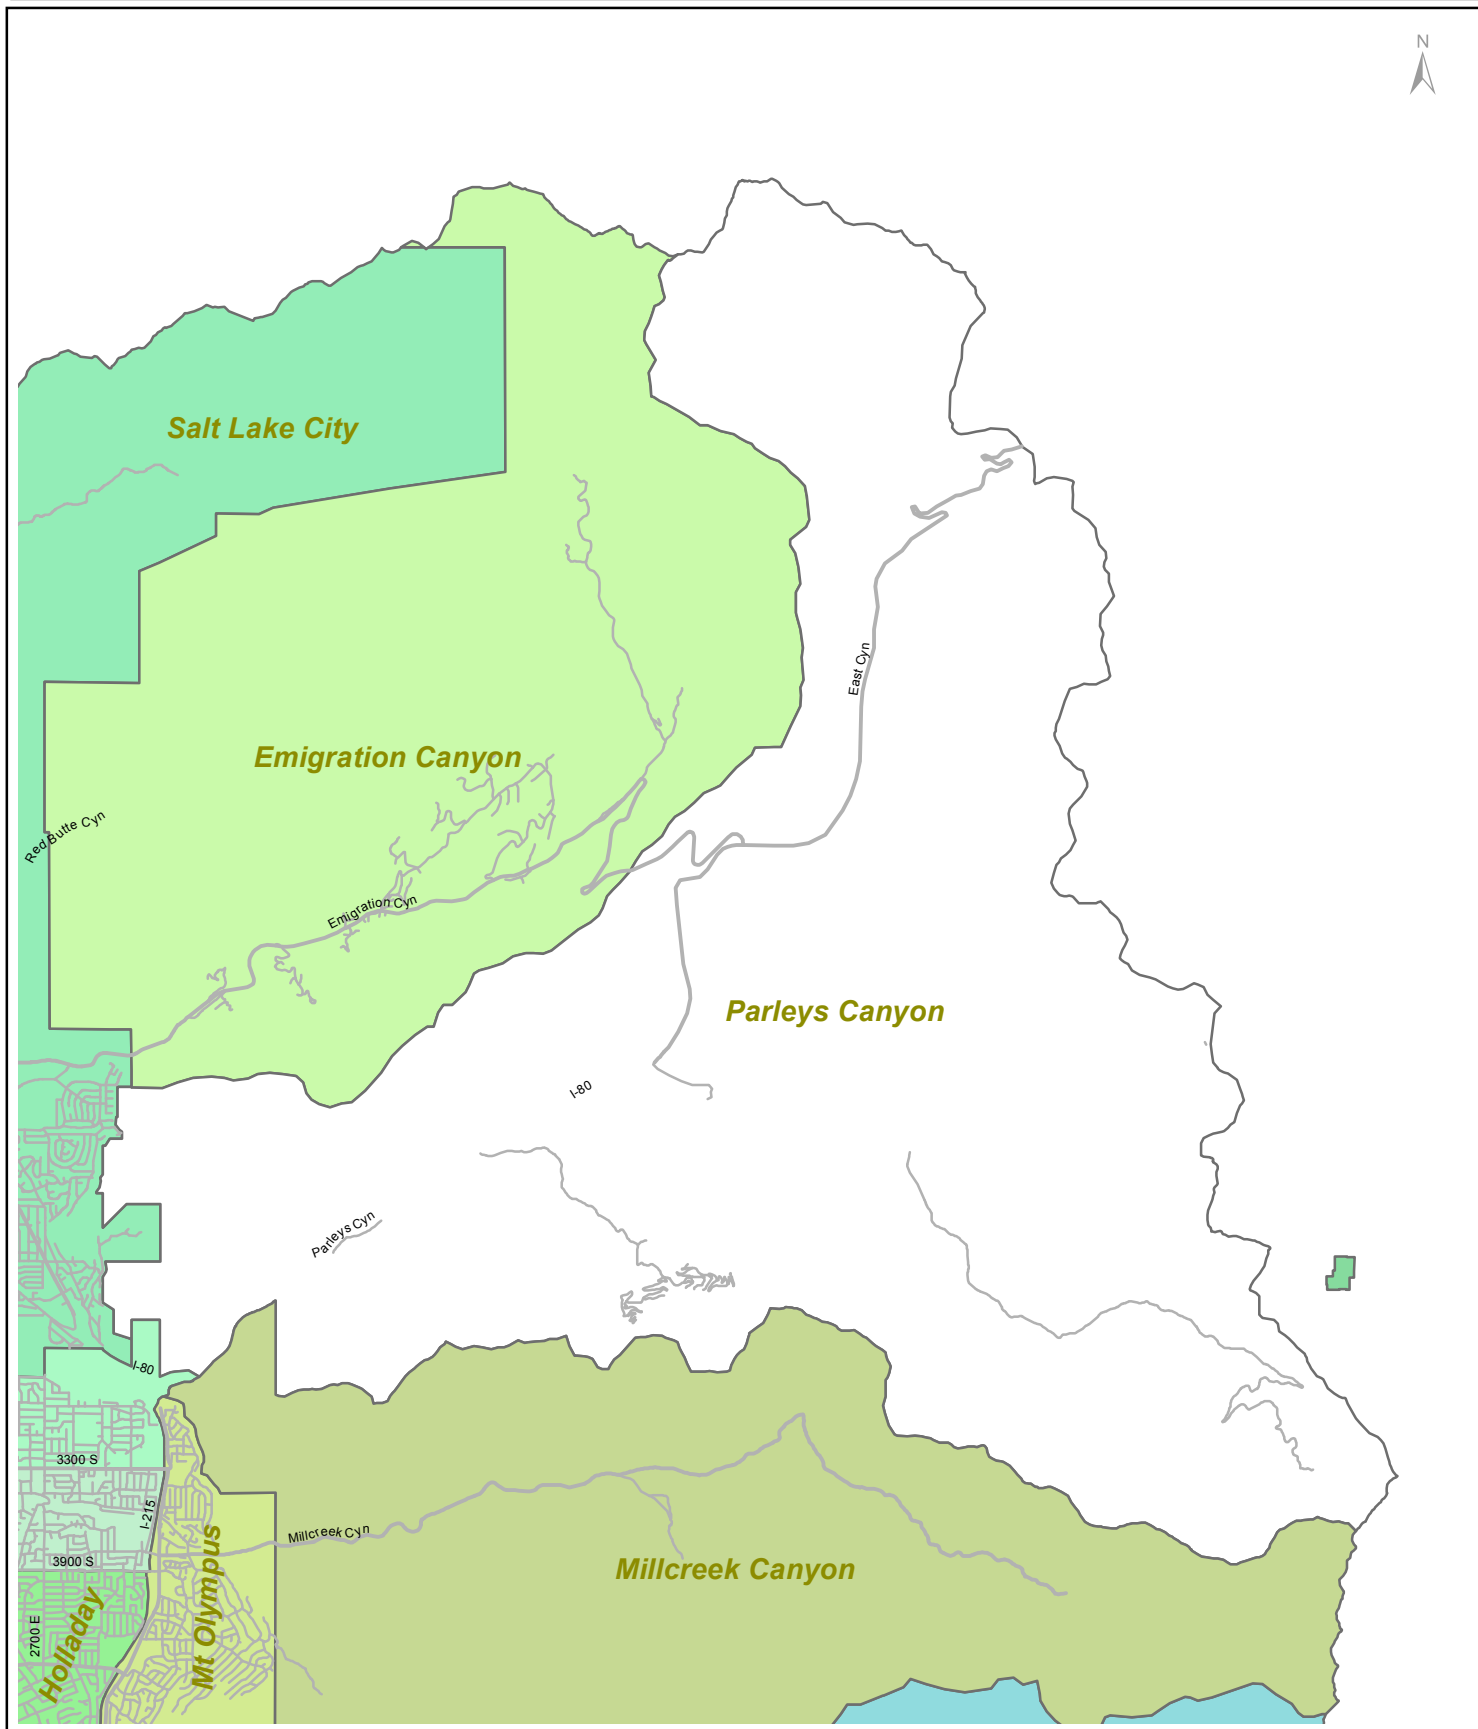 N
Salt Lake City
East Cyn
Emigration Canyon
Red Butte Cyn
Emigration Cyn
Parleys Canyon
I-80
Parleys Cyn
I-80
3300 S
I-215
Millcreek Cyn
3900 S
Millcreek Canyon
2700 E
Holladay
Mt Olympus